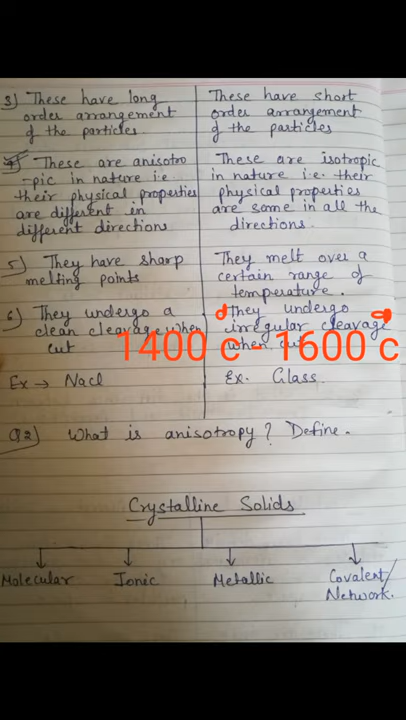 3) These have long
order arrangement
of the particles.
These have short
order arrangement
of the particles
4) These are anisotro
-pic in nature i.e.
their physical properties
are different in
different directions.
These are isotropic
in nature i.e. their
physical properties
are same in all the
directions.
5) They have sharp
melting points
They melt over a
certain range of
temperature.
6) They undergo a
clean cleavage when
cut
They undergo
irregular cleavage
when cut
1400 c - 1600 c
Ex → Nacl
Ex. Glass.
Q2) What is anisotropy? Define.
Crystalline Solids
Molecular
Ionic
Metallic
Covalent/
Network.